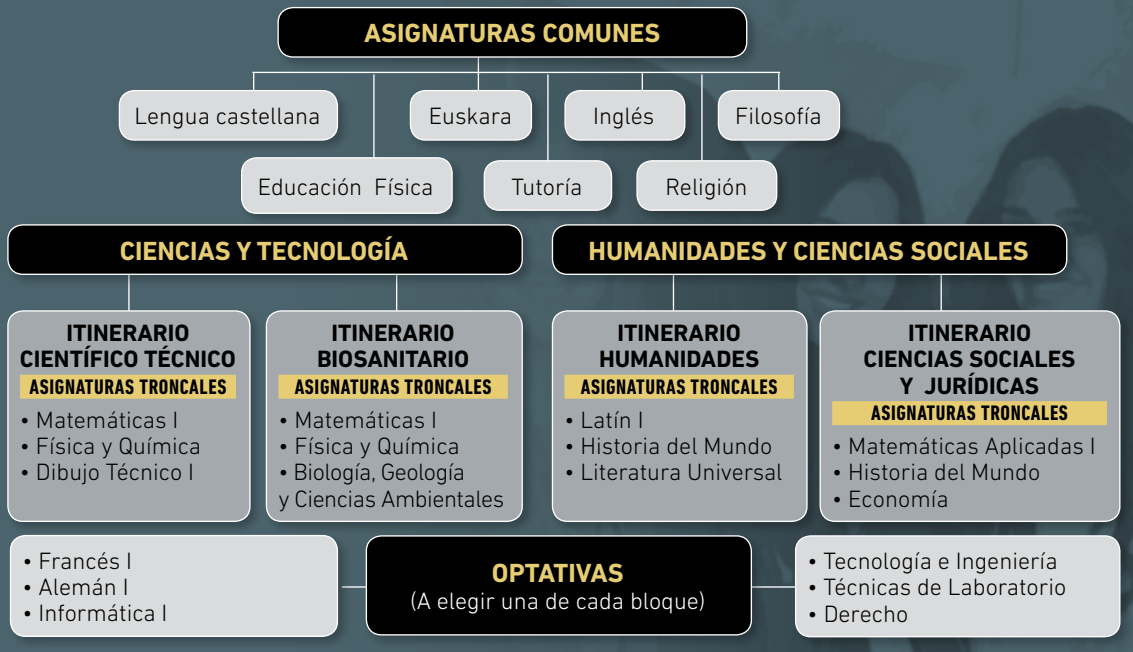 ASIGNATURAS COMUNES
Lengua castellana
Euskara
Inglés
Filosofía
Educación Física
Tutoría
Religión
CIENCIAS Y TECNOLOGÍA
ITINERARIO
CIENTÍFICO TÉCNICO
ASIGNATURAS TRONCALES
• Matemáticas I
• Física y Química
• Dibujo Técnico I
ITINERARIO
BIOSANITARIO
ASIGNATURAS TRONCALES
• Matemáticas I
• Física y Química
• Biología, Geología
y Ciencias Ambientales
HUMANIDADES Y CIENCIAS SOCIALES
ITINERARIO
HUMANIDADES
ASIGNATURAS TRONCALES
• Latín I
• Historia del Mundo
• Literatura Universal
ITINERARIO
CIENCIAS SOCIALES
Y JURÍDICAS
ASIGNATURAS TRONCALES
• Matemáticas Aplicadas I
• Historia del Mundo
• Economía
• Francés I
• Alemán I
• Informática I
OPTATIVAS
(A elegir una de cada bloque)
• Tecnología e Ingeniería
• Técnicas de Laboratorio
• Derecho